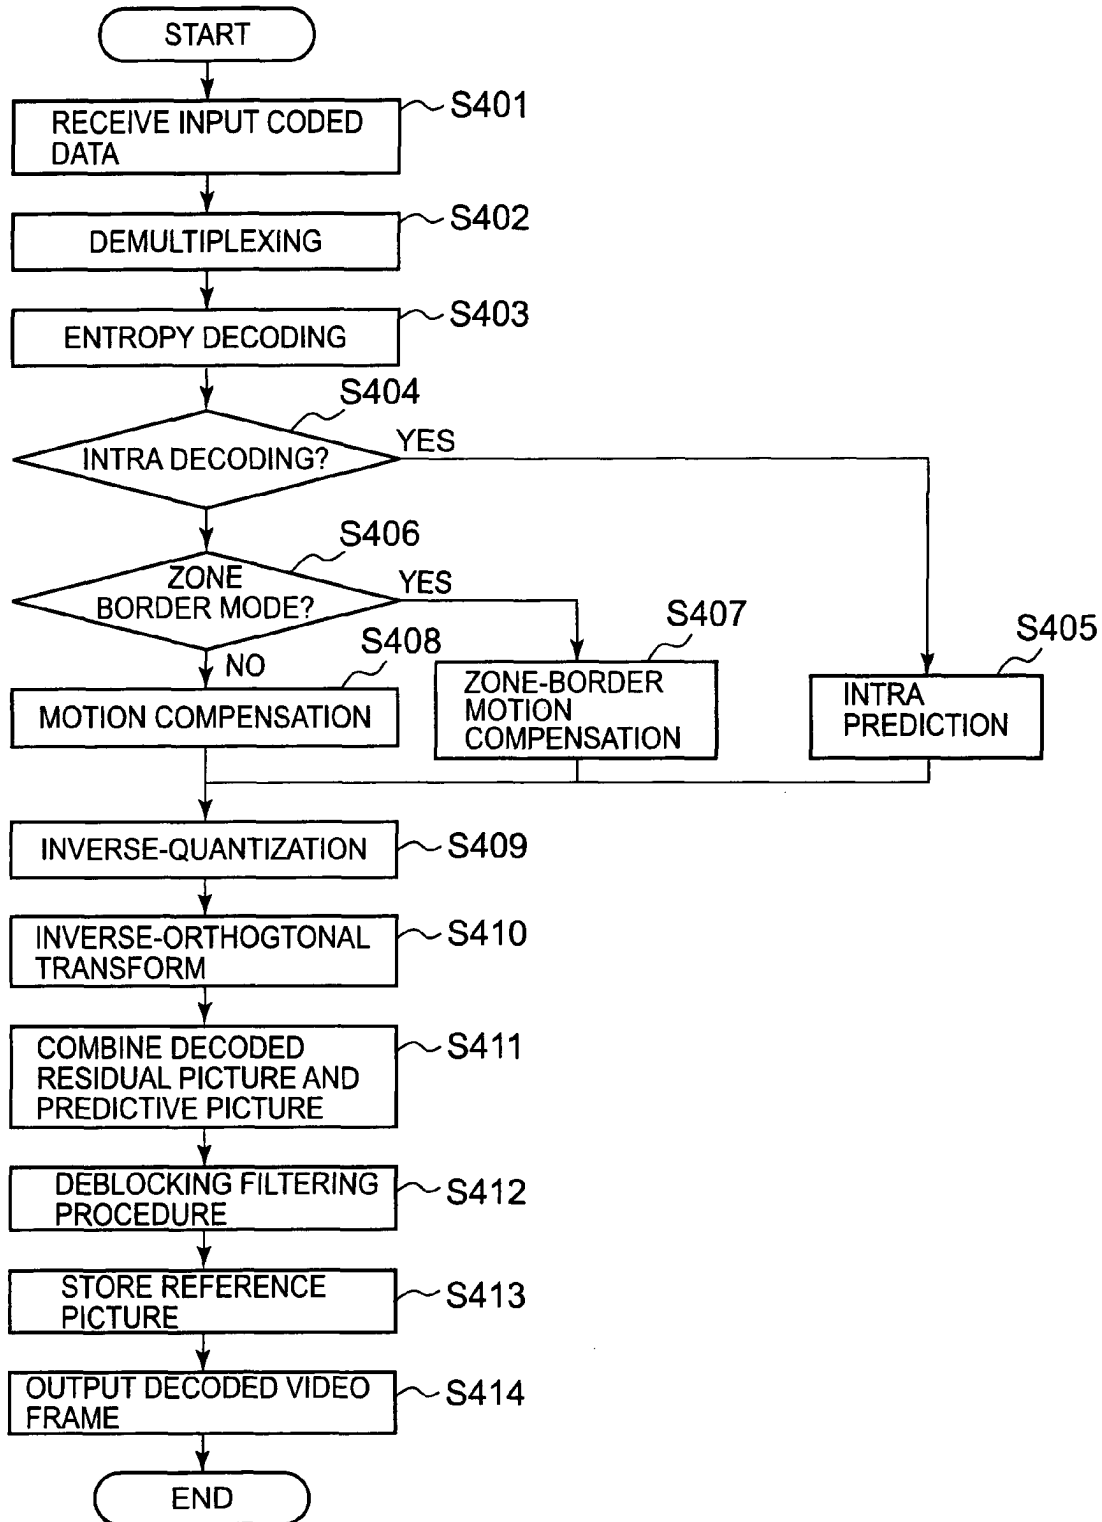 START
S401
RECEIVE INPUT CODED
DATA
S402
DEMULTIPLEXING
S403
ENTROPY DECODING
S404
YES
INTRA DECODING?
S406
YES
ZONE
BORDER MODE?
S408
NO
MOTION COMPENSATION
S407
ZONE-BORDER
MOTION
COMPENSATION
S405
INTRA
PREDICTION
INVERSE-QUANTIZATION
S409
INVERSE-ORTHOGTONAL
TRANSFORM
S410
COMBINE DECODED
RESIDUAL PICTURE AND
PREDICTIVE PICTURE
S411
DEBLOCKING FILTERING
PROCEDURE
S412
STORE REFERENCE
PICTURE
S413
OUTPUT DECODED VIDEO
FRAME
S414
END